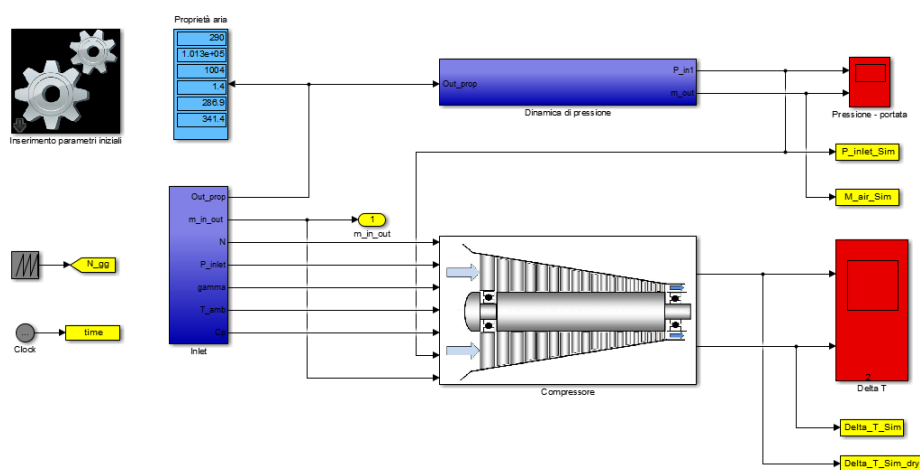 Proprietà aria
290
1.013e+05
1004
1.4
286.9
341.4
Inserimento parametri iniziali
Out_prop
P_in1
m_out
Dinamica di pressione
Pressione - portata
P_inlet_Sim
M_air_Sim
Out_prop
m_in_out
N
P_inlet
gamma
T_amb
Cp
Inlet
1
m_in_out
N_gg
...
Clock
time
Compressore
2
Delta T
Delta_T_Sim
Delta_T_Sim_dry